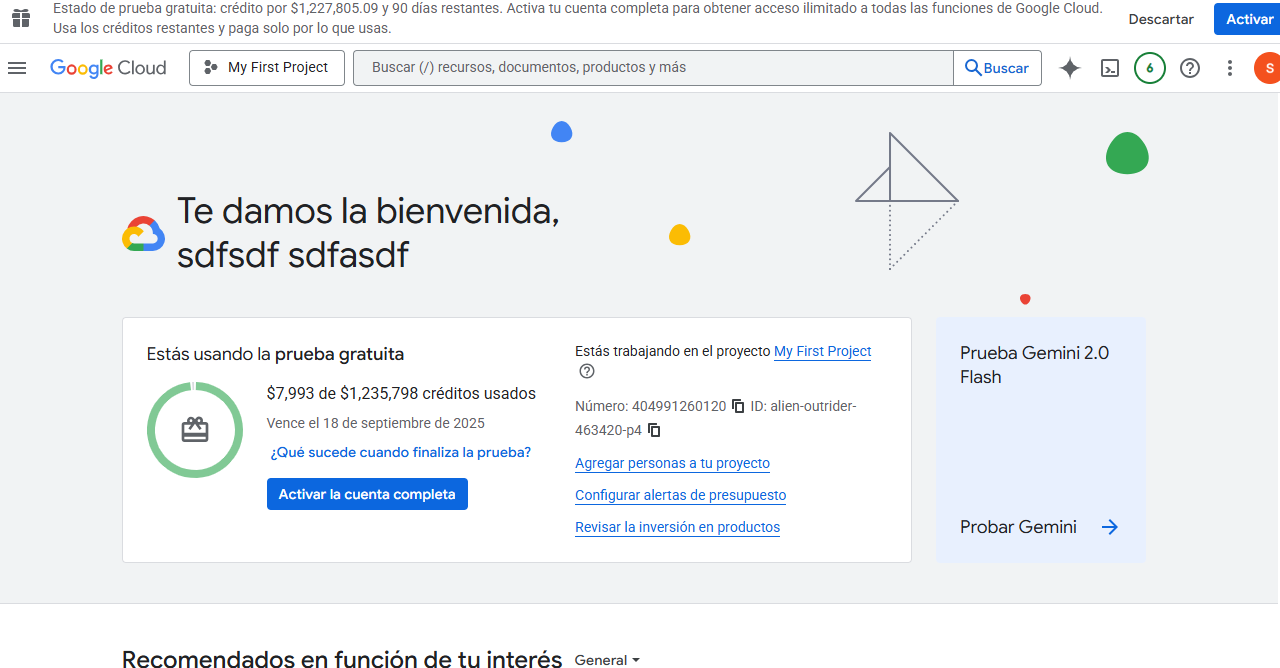 Estado de prueba gratuita: crédito por $1,227,805.09 y 90 días restantes. Activa tu cuenta completa para obtener acceso ilimitado a todas las funciones de Google Cloud.
Usa los créditos restantes y paga solo por lo que usas.
Descartar
Activar
Google Cloud
My First Project
Buscar (/) recursos, documentos, productos y más
Buscar
6
S
Te damos la bienvenida,
sdfsdf sdfasdf
Estás usando la prueba gratuita
$7,993 de $1,235,798 créditos usados
Vence el 18 de septiembre de 2025
¿Qué sucede cuando finaliza la prueba?
Activar la cuenta completa
Estás trabajando en el proyecto My First Project
Número: 404991260120 ID: alien-outrider-
463420-p4
Agregar personas a tu proyecto
Configurar alertas de presupuesto
Revisar la inversión en productos
Prueba Gemini 2.0
Flash
Probar Gemini
Recomendados en función de tu interés
General